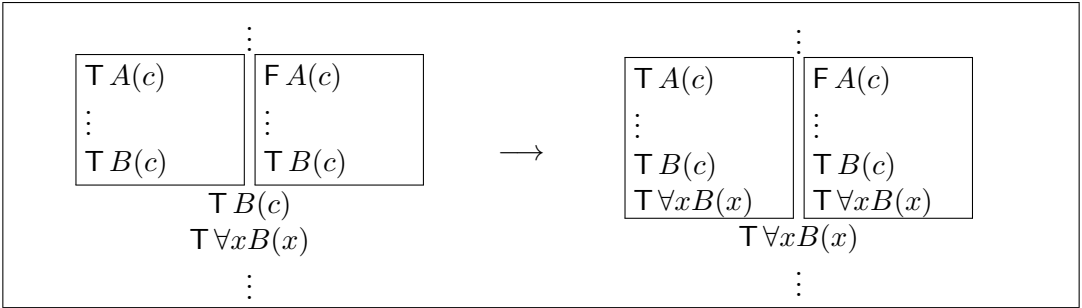 ⋮ ⋮
T A(c) F A(c) T A(c) F A(c)
⋮ ⋮ ⋮ ⋮
T B(c) T B(c) ⟶ T B(c) T B(c)
T B(c) T ∀xB(x) T ∀xB(x)
T ∀xB(x) T ∀xB(x)
⋮ ⋮